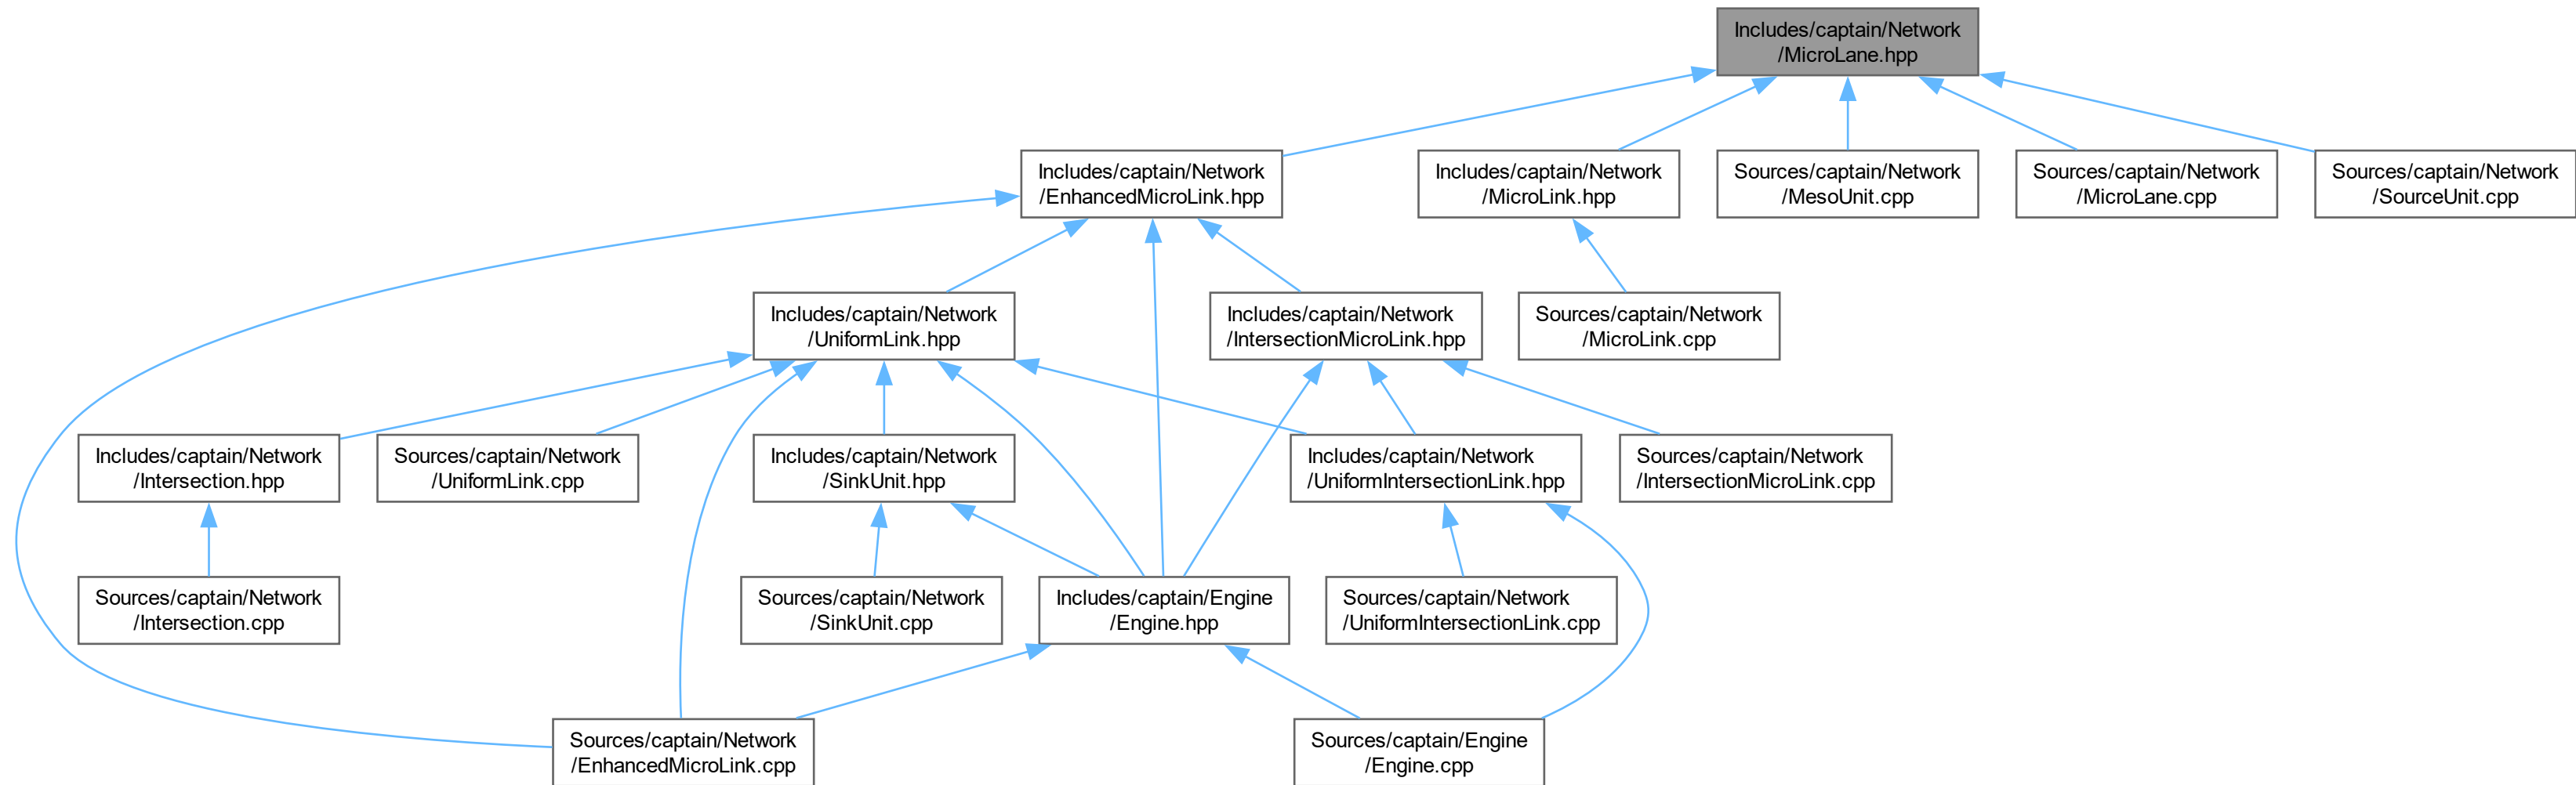 Includes/captain/Network
/MicroLane.hpp
Includes/captain/Network
/EnhancedMicroLink.hpp
Includes/captain/Network
/MicroLink.hpp
Sources/captain/Network
/MesoUnit.cpp
Sources/captain/Network
/MicroLane.cpp
Sources/captain/Network
/SourceUnit.cpp
Includes/captain/Network
/UniformLink.hpp
Includes/captain/Network
/IntersectionMicroLink.hpp
Sources/captain/Network
/MicroLink.cpp
Includes/captain/Network
/Intersection.hpp
Sources/captain/Network
/UniformLink.cpp
Includes/captain/Network
/SinkUnit.hpp
Includes/captain/Network
/UniformIntersectionLink.hpp
Sources/captain/Network
/IntersectionMicroLink.cpp
Sources/captain/Network
/Intersection.cpp
Sources/captain/Network
/SinkUnit.cpp
Includes/captain/Engine
/Engine.hpp
Sources/captain/Network
/UniformIntersectionLink.cpp
Sources/captain/Network
/EnhancedMicroLink.cpp
Sources/captain/Engine
/Engine.cpp